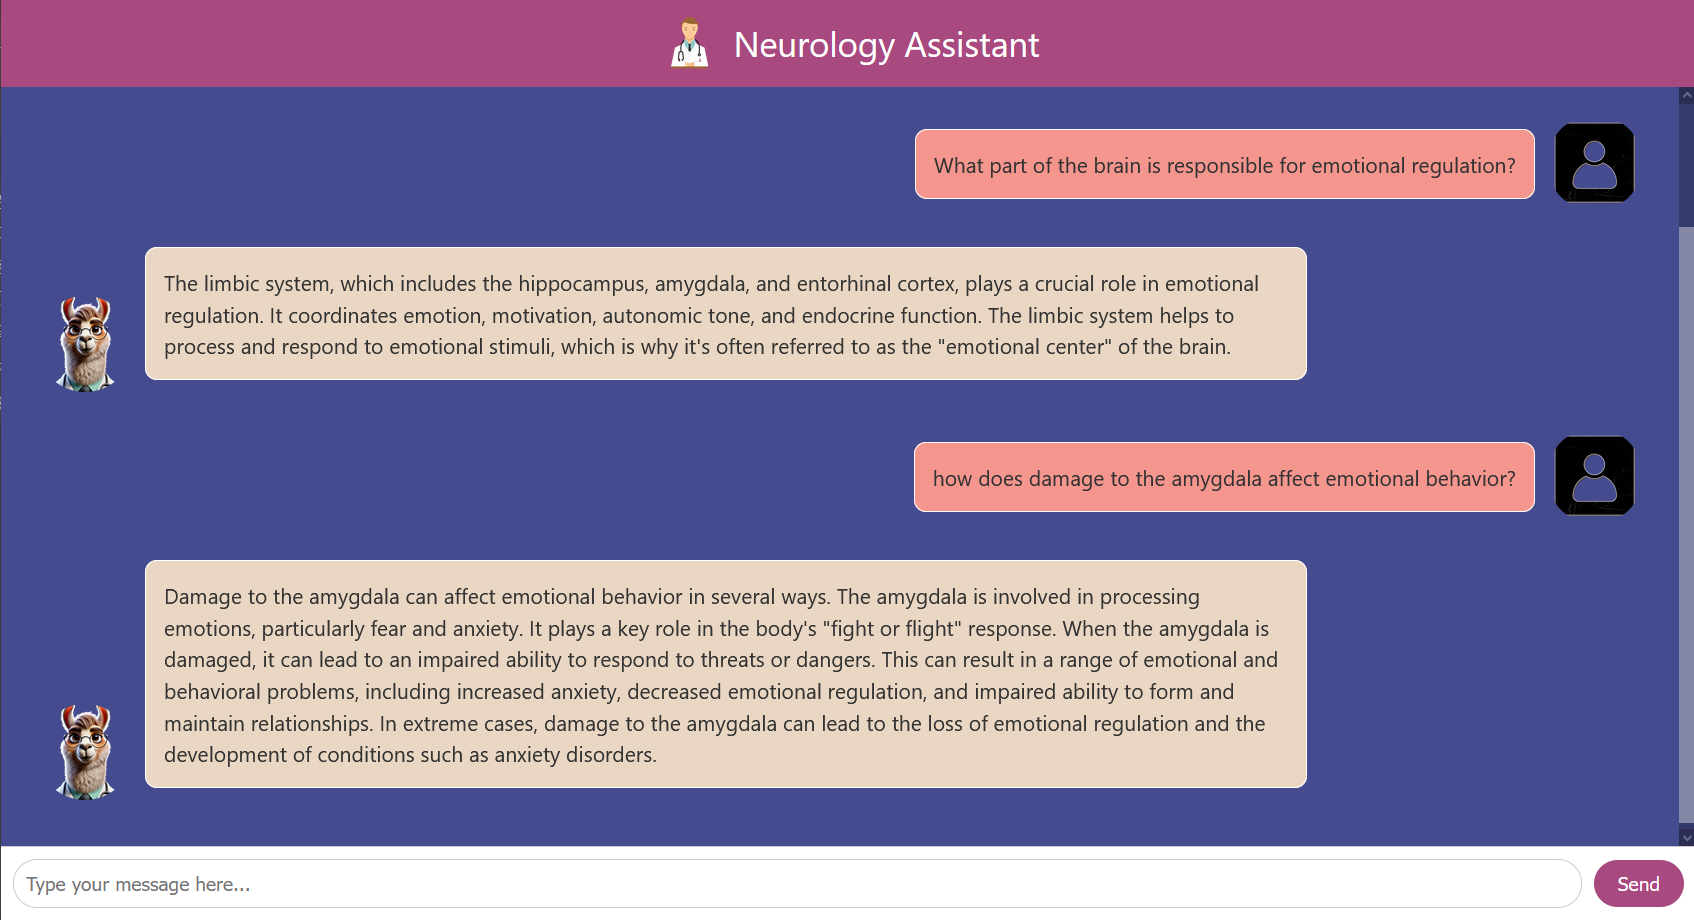 Neurology Assistant
What part of the brain is responsible for emotional regulation?
The limbic system, which includes the hippocampus, amygdala, and entorhinal cortex, plays a crucial role in emotional
regulation. It coordinates emotion, motivation, autonomic tone, and endocrine function. The limbic system helps to
process and respond to emotional stimuli, which is why it's often referred to as the "emotional center" of the brain.
how does damage to the amygdala affect emotional behavior?
Damage to the amygdala can affect emotional behavior in several ways. The amygdala is involved in processing
emotions, particularly fear and anxiety. It plays a key role in the body's "fight or flight" response. When the amygdala is
damaged, it can lead to an impaired ability to respond to threats or dangers. This can result in a range of emotional and
behavioral problems, including increased anxiety, decreased emotional regulation, and impaired ability to form and
maintain relationships. In extreme cases, damage to the amygdala can lead to the loss of emotional regulation and the
development of conditions such as anxiety disorders.
Type your message here...
Send